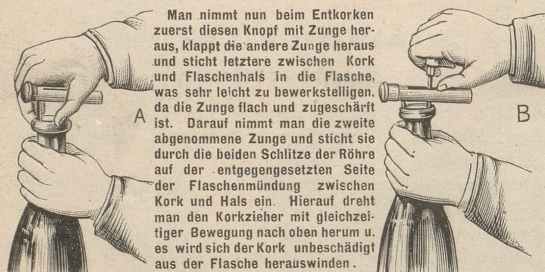 Man nimmt nun beim Entkorken
zuerst diesen Knopf mit Zunge her-
aus, klappt die andere Zunge heraus
und sticht letztere zwischen Kork
und Flaschenhals in die Flasche,
was sehr leicht zu bewerkstelligen,
da die Zunge flach und zugeschärft
ist. Darauf nimmt man die zweite
abgenommene Zunge und sticht sie
durch die beiden Schlitze der Röhre
auf der entgegengesetzten Seite
der Flaschenmündung zwischen
Kork und Hals ein. Hierauf dreht
man den Korkzieher mit gleichzei-
tiger Bewegung nach oben herum u.
es wird sich der Kork unbeschädigt
aus der Flasche herauswinden.
A
B